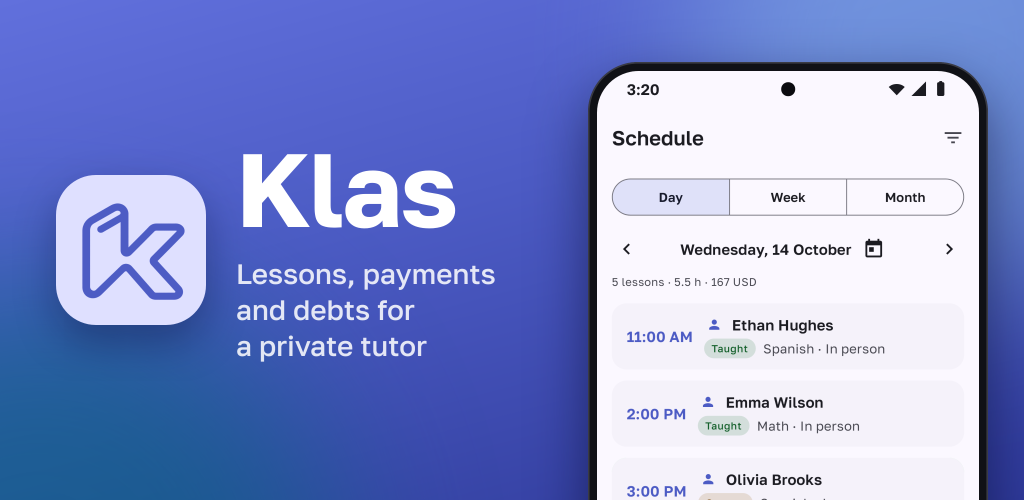 Klas
Lessons, payments
and debts for
a private tutor
3:20
Schedule
Day Week Month
Wednesday, 14 October
5 lessons · 5.5 h · 167 USD
11:00 AM
Ethan Hughes
Taught Spanish · In person
2:00 PM
Emma Wilson
Taught Math · In person
3:00 PM
Olivia Brooks